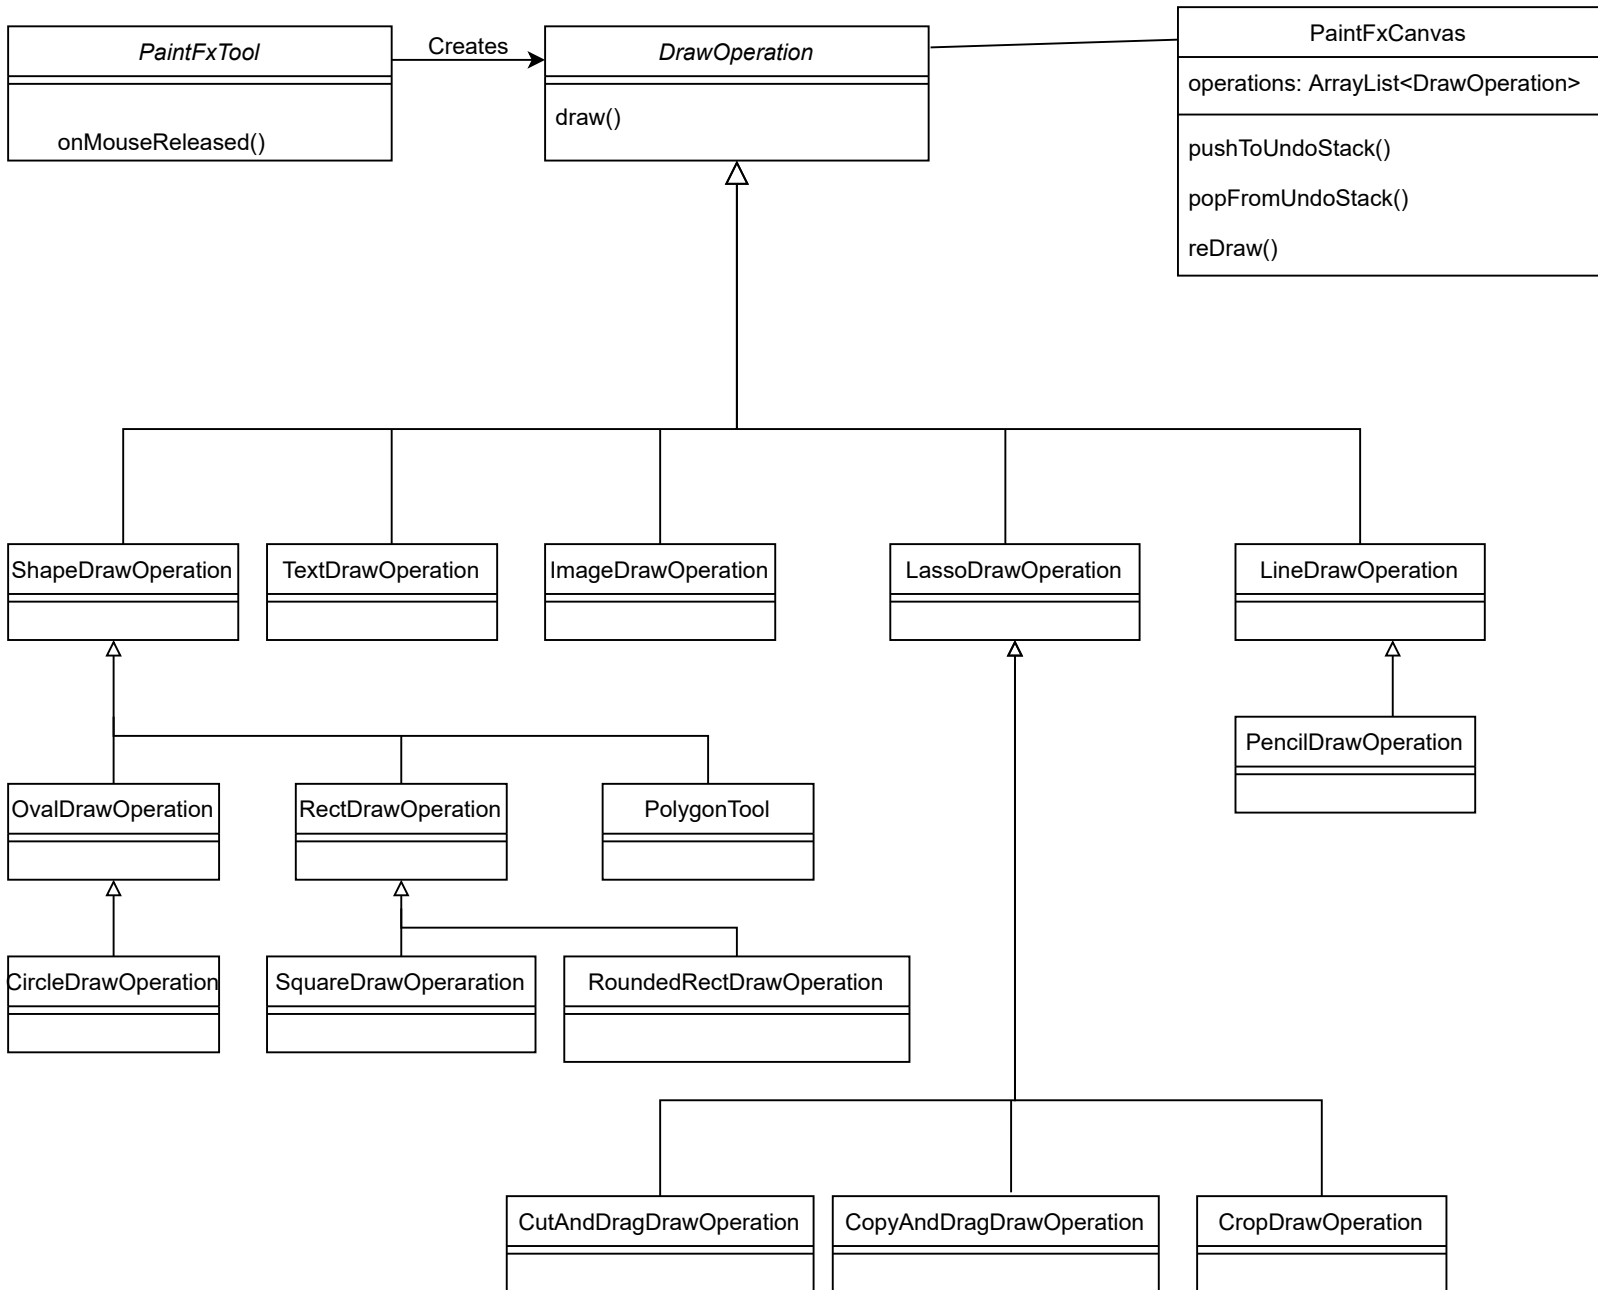 PaintFxTool
Creates
DrawOperation
PaintFxCanvas
operations: ArrayList<DrawOperation>
onMouseReleased()
draw()
pushToUndoStack()
popFromUndoStack()
reDraw()
ShapeDrawOperation
TextDrawOperation
ImageDrawOperation
LassoDrawOperation
LineDrawOperation
PencilDrawOperation
OvalDrawOperation
RectDrawOperation
PolygonTool
CircleDrawOperation
SquareDrawOperaration
RoundedRectDrawOperation
CutAndDragDrawOperation
CopyAndDragDrawOperation
CropDrawOperation